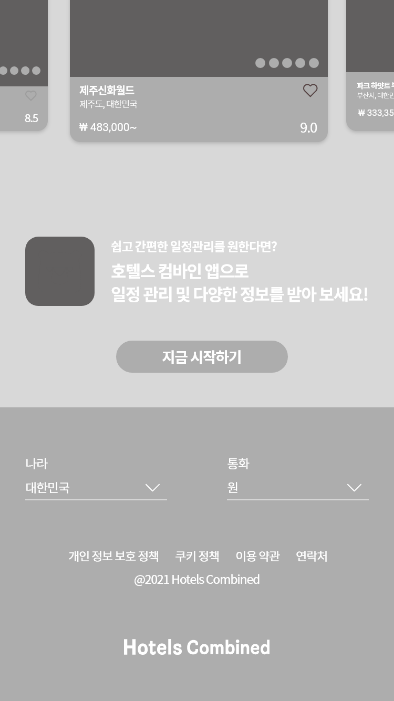 제주신화월드
제주도, 대한민국
₩ 483,000~
9.0
8.5
파크 하얏트
₩ 333,35
쉽고 간편한 일정관리를 원한다면?
호텔스 컴바인 앱으로
일정 관리 및 다양한 정보를 받아 보세요!
지금 시작하기
나라
통화
대한민국
원
개인 정보 보호 정책 쿠키 정책 이용 약관 연락처
@2021 Hotels Combined
Hotels Combined